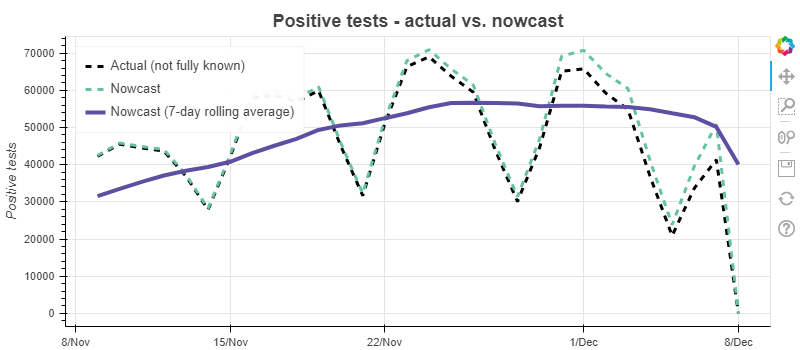 Positive tests - actual vs. nowcast
Actual (not fully known)
Nowcast
Nowcast (7-day rolling average)
Positive tests
70000
60000
50000
40000
30000
20000
10000
0
8/Nov
15/Nov
22/Nov
1/Dec
8/Dec